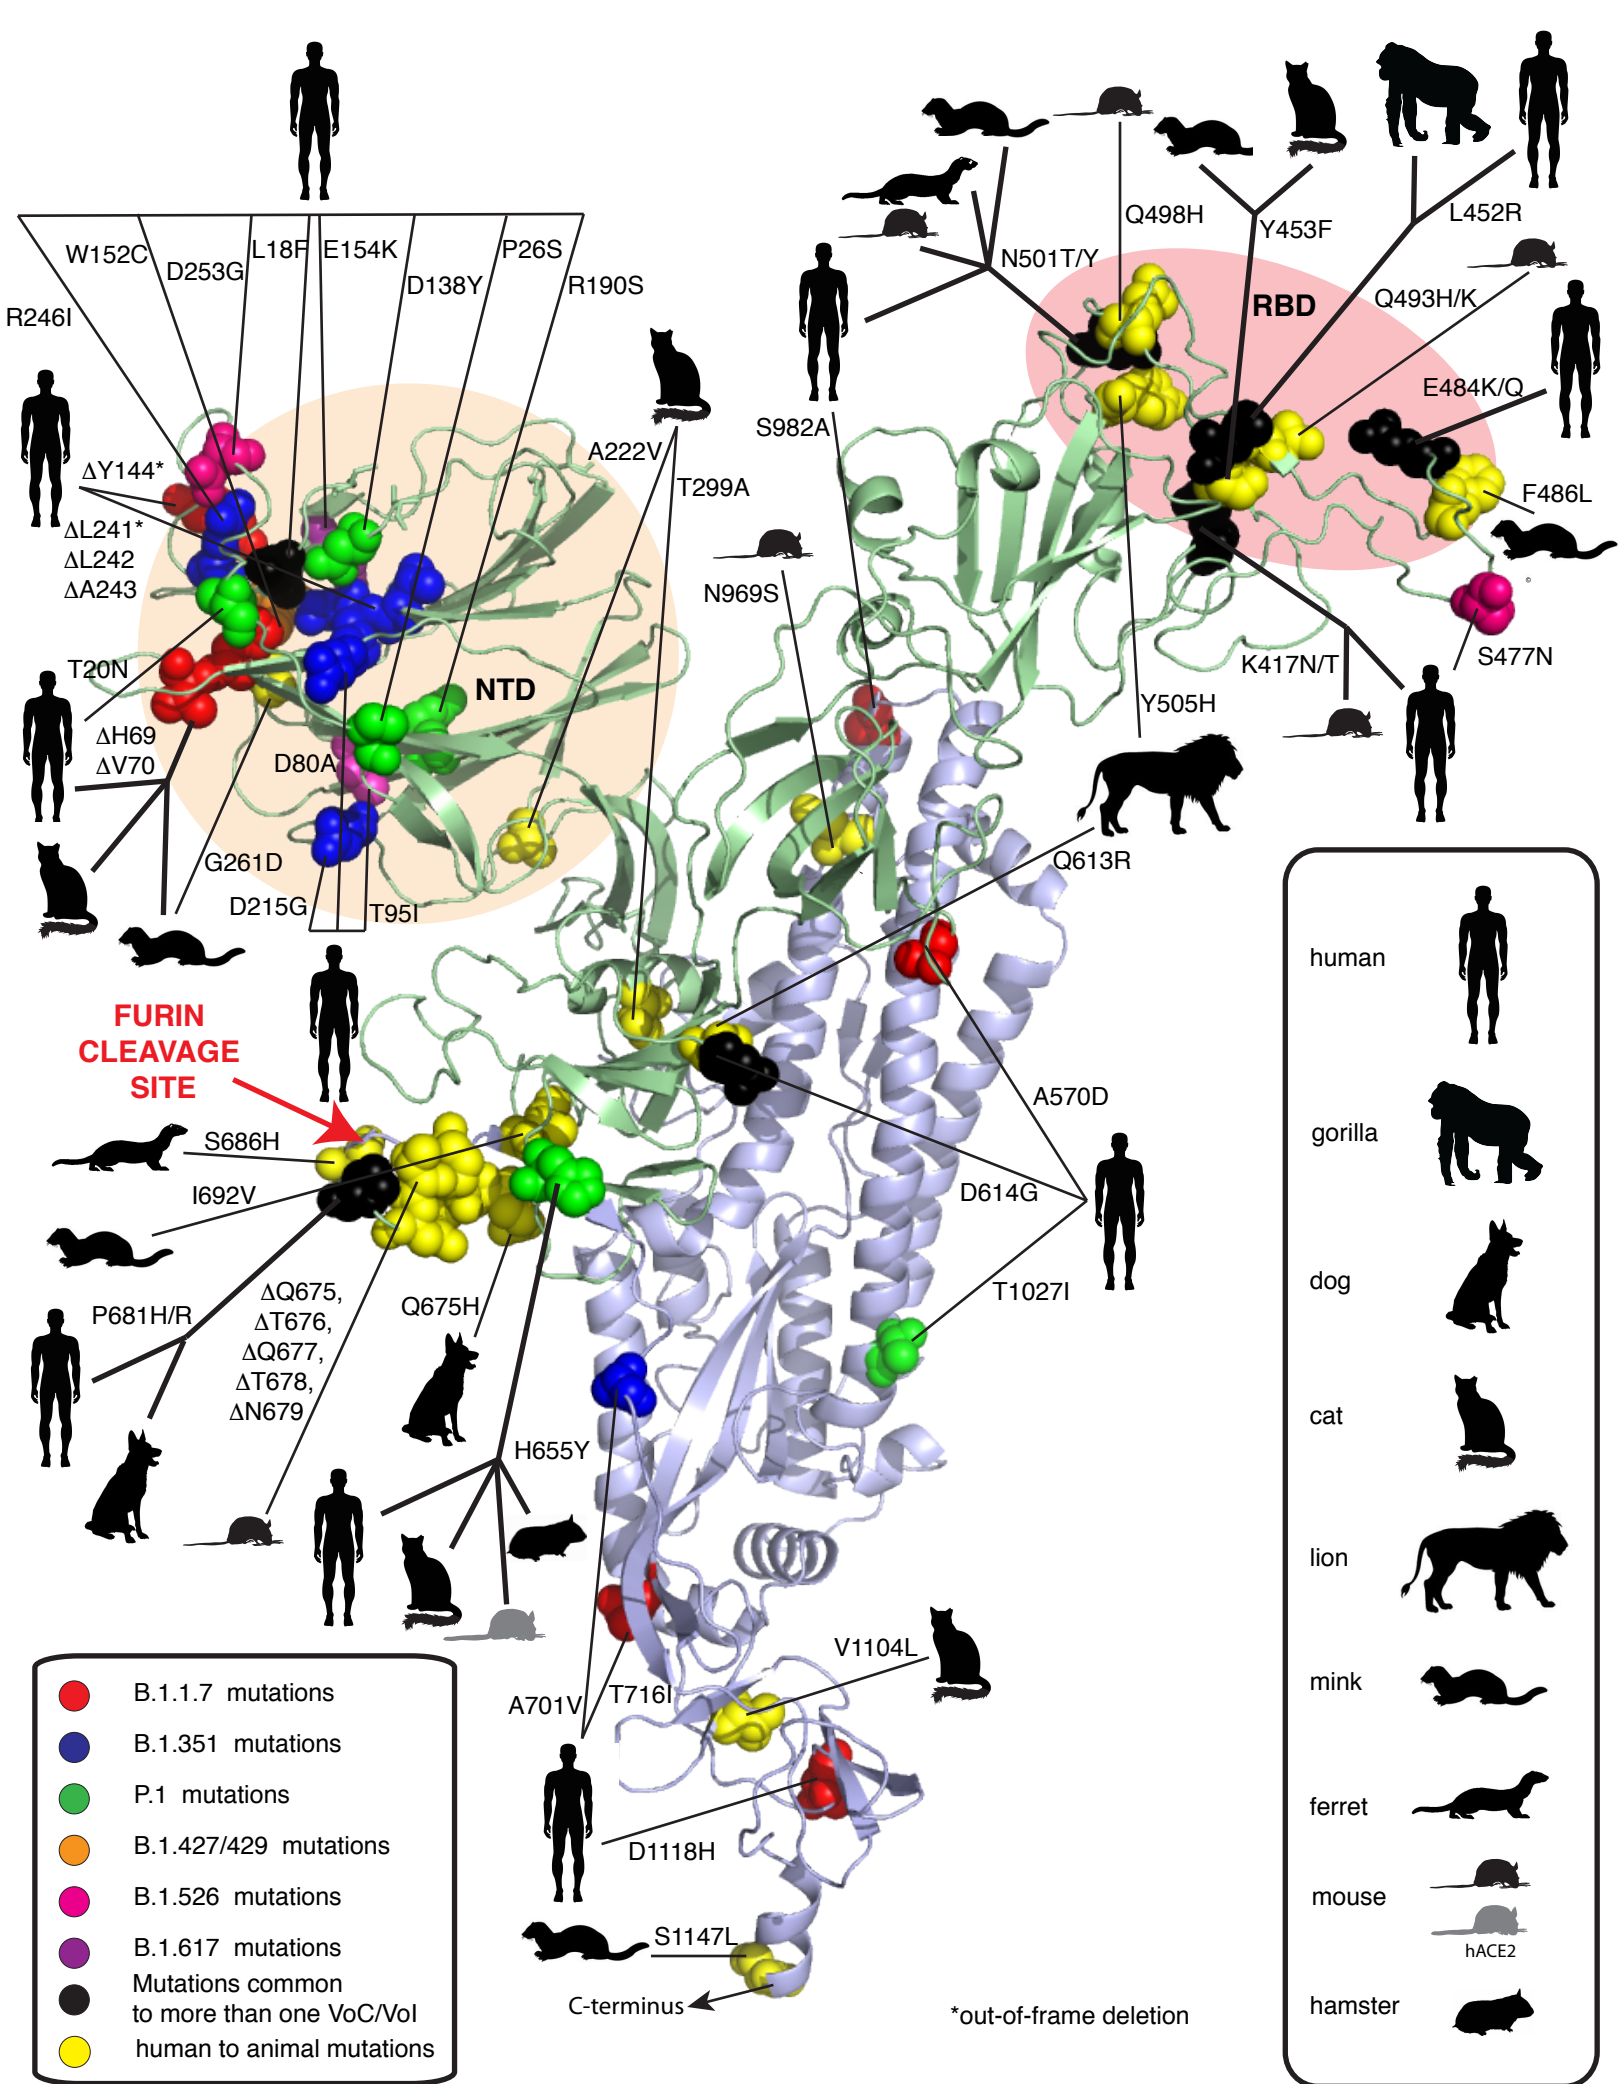 W152C
D253G
L18F
E154K
D138Y
P26S
R190S
R246I
ΔY144*
ΔL241*
ΔL242
ΔA243
T20N
ΔH69
ΔV70
D80A
NTD
G261D
D215G
T95I
A222V
T299A
N969S
S982A
N501T/Y
Q498H
Y453F
L452R
RBD
Q493H/K
E484K/Q
F486L
S477N
K417N/T
Y505H
Q613R
A570D
D614G
T1027I
FURIN
CLEAVAGE
SITE
S686H
I692V
P681H/R
ΔQ675,
ΔT676,
ΔQ677,
ΔT678,
ΔN679
Q675H
H655Y
A701V
T716I
V1104L
D1118H
S1147L
C-terminus
*out-of-frame deletion
B.1.1.7 mutations
B.1.351 mutations
P.1 mutations
B.1.427/429 mutations
B.1.526 mutations
B.1.617 mutations
Mutations common
to more than one VoC/VoI
human to animal mutations
human
gorilla
dog
cat
lion
mink
ferret
mouse
hACE2
hamster